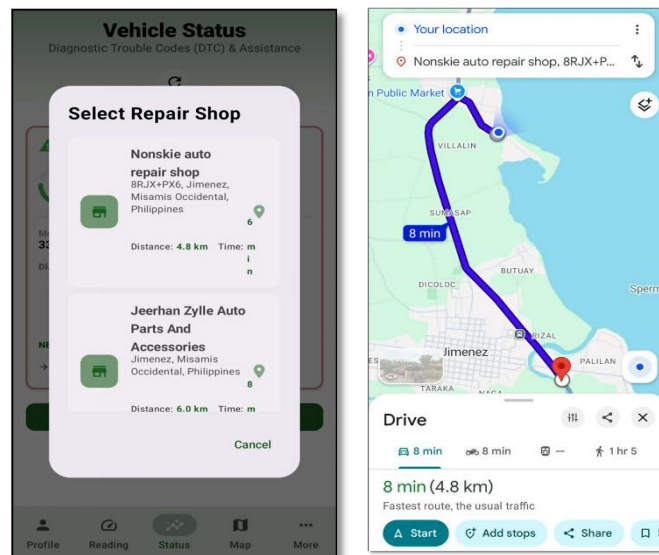 Vehicle Status
Diagnostic Trouble Codes (DTC) & Assistance
Select Repair Shop
Nonskie auto
repair shop
8RJX+PX6, Jimenez,
Misamis Occidental,
Philippines
Distance: 4.8 km Time: 6
m
i
n
Jeerhan Zylle Auto
Parts And
Accessories
Jimenez, Misamis
Occidental, Philippines
Distance: 6.0 km Time: 8
m
Cancel
Profile Reading Status Map More
Your location
Nonskie auto repair shop, 8RJX+P...
n Public Market
VILLALIN
SUMASAP
8 min
DICOLOC
BUTUAY
Sperm
RIZAL
Jimenez
PALILAN
TARAKA
NACA
Drive
8 min 8 min — 1 hr 5
8 min (4.8 km)
Fastest route, the usual traffic
Start Add stops Share